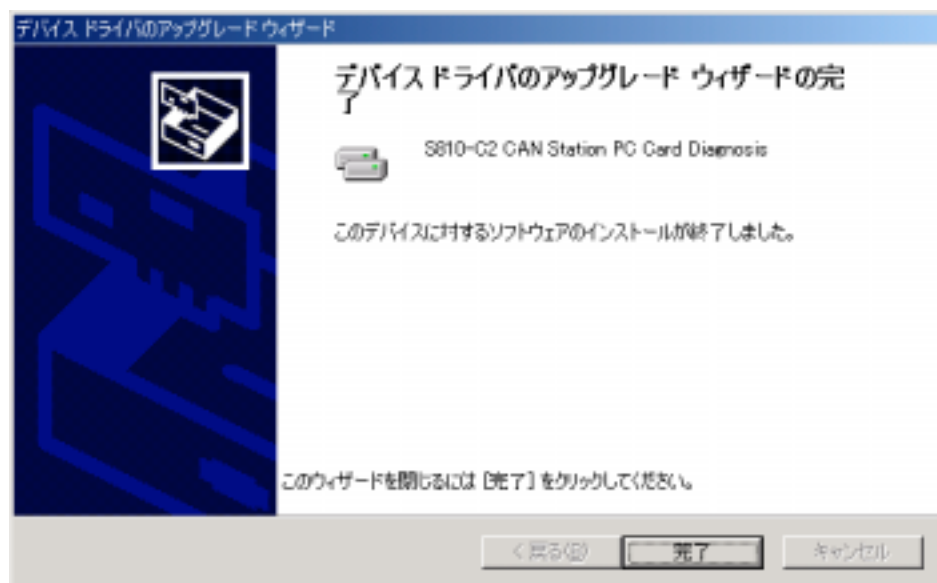 デバイス ドライバのアップグレード ウィザード
デバイス ドライバのアップグレード ウィザードの完
了
S810-C2 CAN Station PC Card Diagnosis
このデバイスに対するソフトウェアのインストールが終了しました。
このウィザードを閉じるには [完了] をクリックしてください。
< 戻る(B)
完了
キャンセル